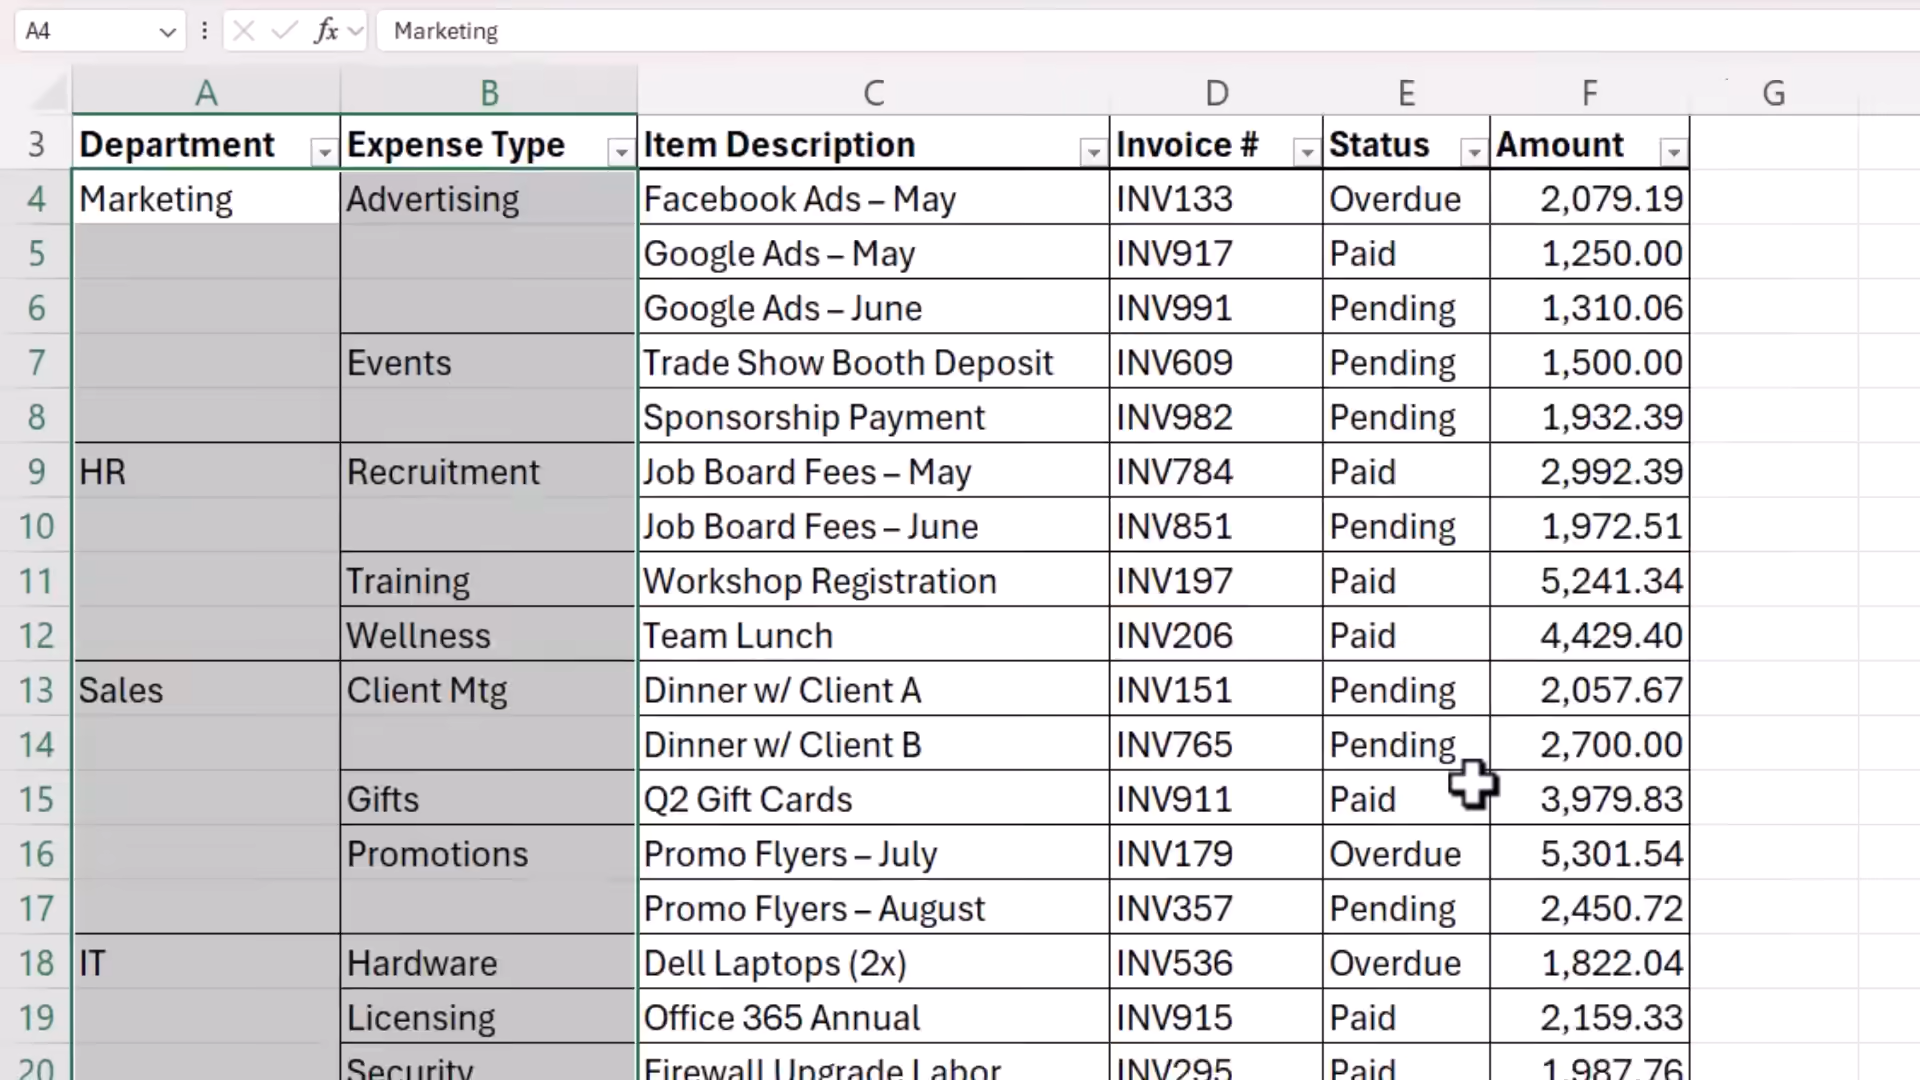 A4 fx Marketing
A B C D E F G
3 Department Expense Type Item Description Invoice # Status Amount
4 Marketing Advertising Facebook Ads – May INV133 Overdue 2,079.19
5 Google Ads – May INV917 Paid 1,250.00
6 Google Ads – June INV991 Pending 1,310.06
7 Events Trade Show Booth Deposit INV609 Pending 1,500.00
8 Sponsorship Payment INV982 Pending 1,932.39
9 HR Recruitment Job Board Fees – May INV784 Paid 2,992.39
10 Job Board Fees – June INV851 Pending 1,972.51
11 Training Workshop Registration INV197 Paid 5,241.34
12 Wellness Team Lunch INV206 Paid 4,429.40
13 Sales Client Mtg Dinner w/ Client A INV151 Pending 2,057.67
14 Dinner w/ Client B INV765 Pending 2,700.00
15 Gifts Q2 Gift Cards INV911 Paid 3,979.83
16 Promotions Promo Flyers – July INV179 Overdue 5,301.54
17 Promo Flyers – August INV357 Pending 2,450.72
18 IT Hardware Dell Laptops (2x) INV536 Overdue 1,822.04
19 Licensing Office 365 Annual INV915 Paid 2,159.33
20 Security Firewall Upgrade Labor INV295 Paid 1,987.76